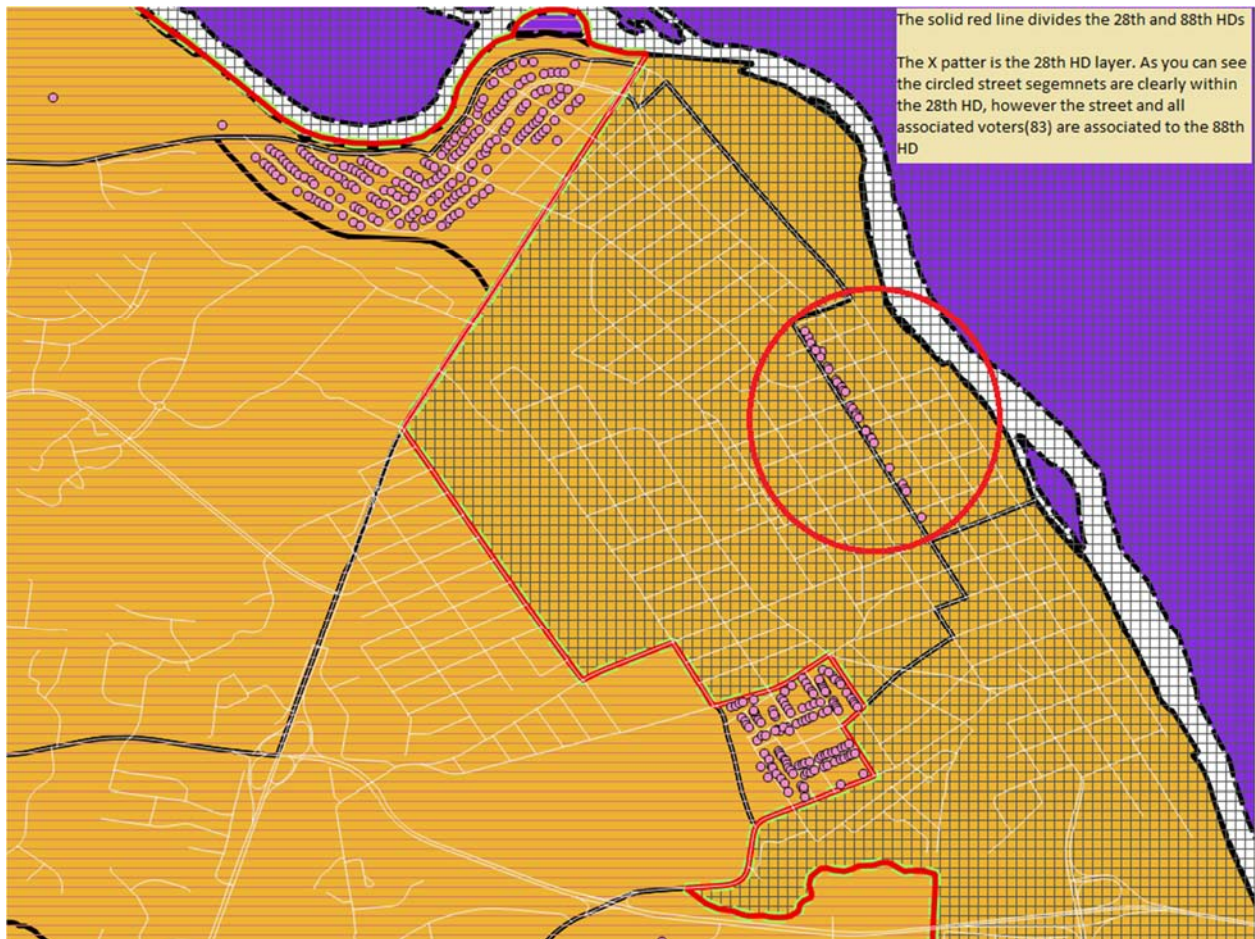 The solid red line divides the 28th and 88th HDs
The X patter is the 28th HD layer. As you can see
the circled street segemnets are clearly within
the 28th HD, however the street and all
associated voters(83) are associated to the 88th
HD